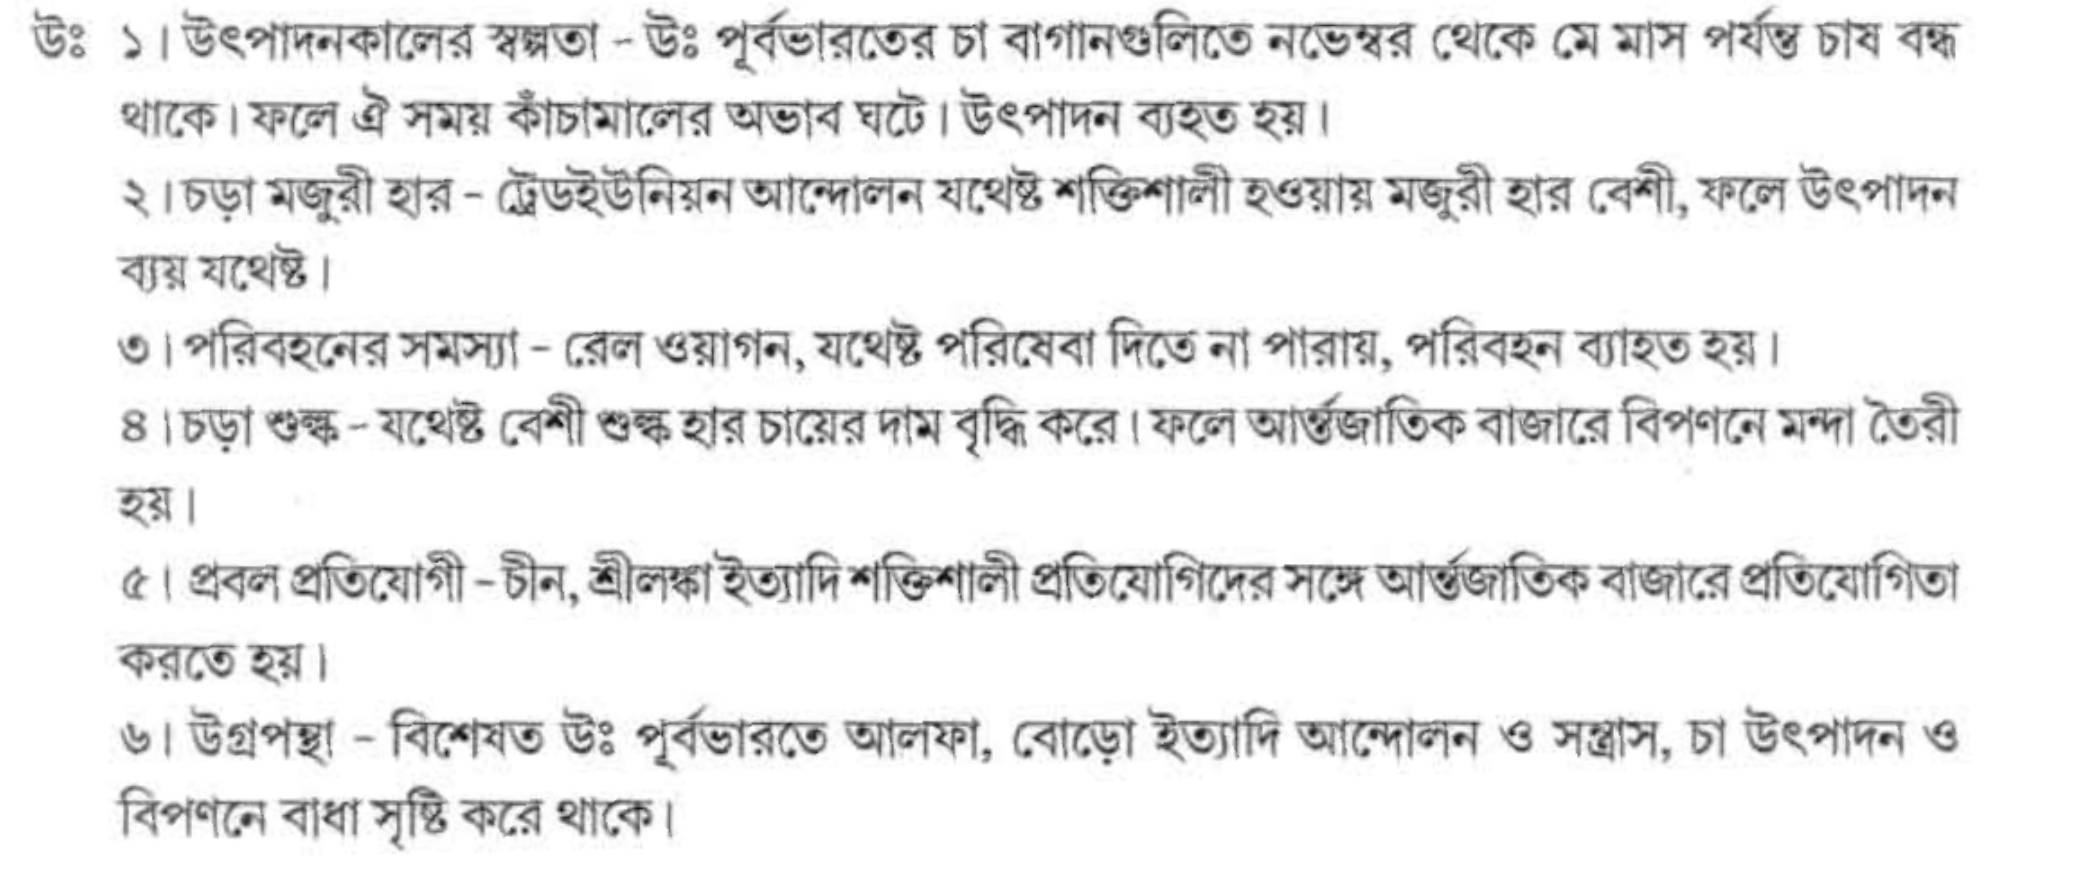 উঃ ১। উৎপাদনকালের স্বল্পতা - উঃ পূর্বভারতের চা বাগানগুলিতে নভেম্বর থেকে মে মাস পর্যন্ত চাষ বন্ধ
থাকে। ফলে ঐ সময় কাঁচামালের অভাব ঘটে। উৎপাদন ব্যহত হয়।
২। চড়া মজুরী হার - ট্রেডইউনিয়ন আন্দোলন যথেষ্ট শক্তিশালী হওয়ায় মজুরী হার বেশী, ফলে উৎপাদন
ব্যয় যথেষ্ট।
৩। পরিবহনের সমস্যা - রেল ওয়াগন, যথেষ্ট পরিষেবা দিতে না পারায়, পরিবহন ব্যাহত হয়।
৪। চড়া শুল্ক - যথেষ্ট বেশী শুল্ক হার চায়ের দাম বৃদ্ধি করে। ফলে আর্ন্তজাতিক বাজারে বিপণনে মন্দা তৈরী
হয়।
৫। প্রবল প্রতিযোগী - চীন, শ্রীলঙ্কা ইত্যাদি শক্তিশালী প্রতিযোগিদের সঙ্গে আর্ন্তজাতিক বাজারে প্রতিযোগিতা
করতে হয়।
৬। উগ্রপন্থা - বিশেষত উঃ পূর্বভারতে আলফা, বোড়ো ইত্যাদি আন্দোলন ও সন্ত্রাস, চা উৎপাদন ও
বিপণনে বাধা সৃষ্টি করে থাকে।